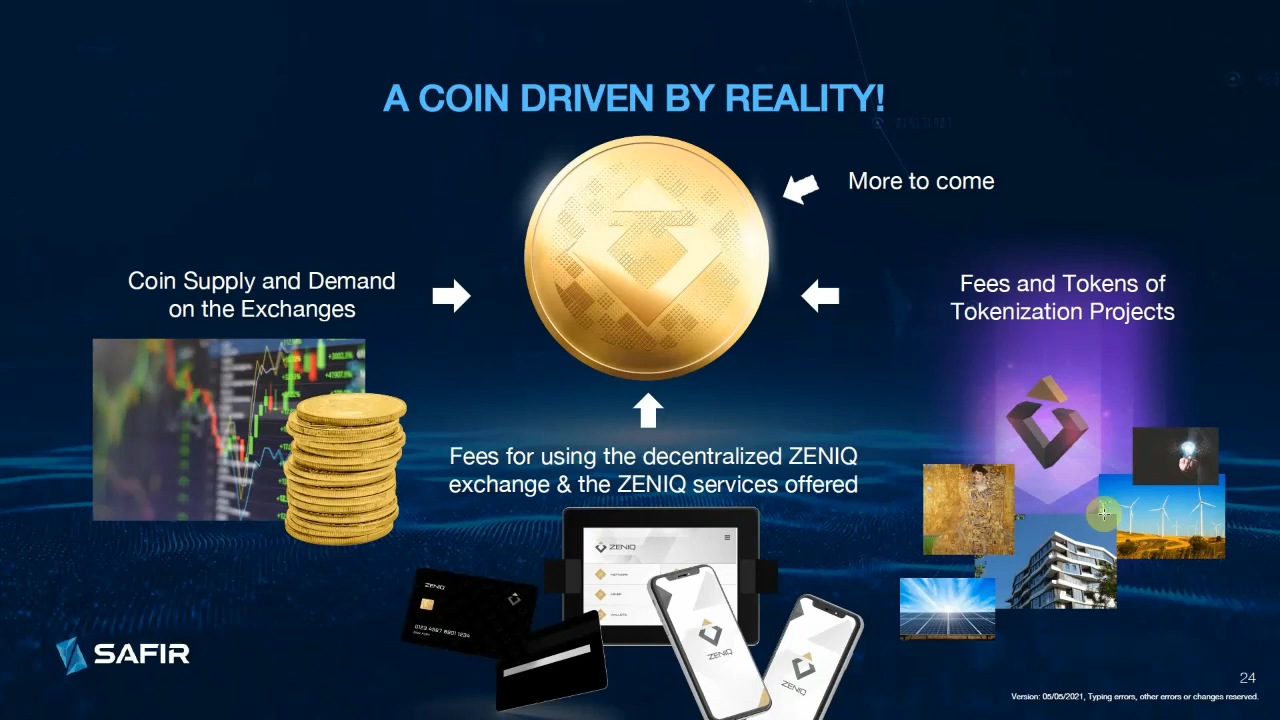 A COIN DRIVEN BY REALITY!
More to come
Coin Supply and Demand
on the Exchanges
Fees and Tokens of
Tokenization Projects
Fees for using the decentralized ZENIQ
exchange & the ZENIQ services offered
ZENIQ
NETWORK
WALLETS
ZENIQ
ZENIQ
ZENIQ
SAFIR
24
Version: 05/05/2021, Typing errors, other errors or changes reserved.